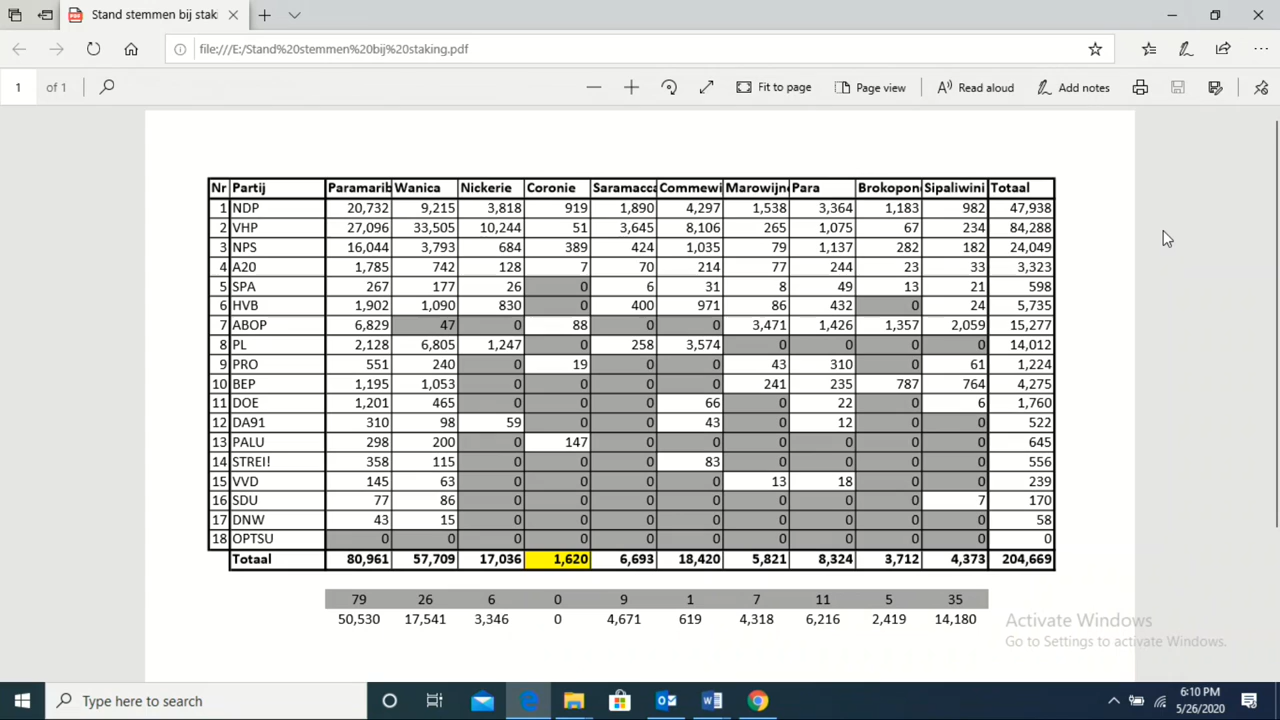 Stand stemmen bij stak
file:///E:/Stand%20stemmen%20bij%20staking.pdf
1 of 1 Fit to page Page view Read aloud Add notes
Nr Partij Paramarib Wanica Nickerie Coronie Saramacca Commewi Marowijne Para Brokopon Sipaliwini Totaal
1 NDP 20,732 9,215 3,818 919 1,890 4,297 1,538 3,364 1,183 982 47,938
2 VHP 27,096 33,505 10,244 51 3,645 8,106 265 1,075 67 234 84,288
3 NPS 16,044 3,793 684 389 424 1,035 79 1,137 282 182 24,049
4 A20 1,785 742 128 7 70 214 77 244 23 33 3,323
5 SPA 267 177 26 0 6 31 8 49 13 21 598
6 HVB 1,902 1,090 830 0 400 971 86 432 0 24 5,735
7 ABOP 6,829 47 0 88 0 0 3,471 1,426 1,357 2,059 15,277
8 PL 2,128 6,805 1,247 0 258 3,574 0 0 0 0 14,012
9 PRO 551 240 0 19 0 0 43 310 0 61 1,224
10 BEP 1,195 1,053 0 0 0 0 241 235 787 764 4,275
11 DOE 1,201 465 0 0 0 66 0 22 0 6 1,760
12 DA91 310 98 59 0 0 43 0 12 0 0 522
13 PALU 298 200 0 147 0 0 0 0 0 0 645
14 STREI! 358 115 0 0 0 83 0 0 0 0 556
15 VVD 145 63 0 0 0 0 13 18 0 0 239
16 SDU 77 86 0 0 0 0 0 0 0 7 170
17 DNW 43 15 0 0 0 0 0 0 0 0 58
18 OPTSU 0 0 0 0 0 0 0 0 0 0 0
Totaal 80,961 57,709 17,036 1,620 6,693 18,420 5,821 8,324 3,712 4,373 204,669
79 26 6 0 9 1 7 11 5 35
50,530 17,541 3,346 0 4,671 619 4,318 6,216 2,419 14,180
Activate Windows
Go to Settings to activate Windows.
Type here to search
6:10 PM
5/26/2020